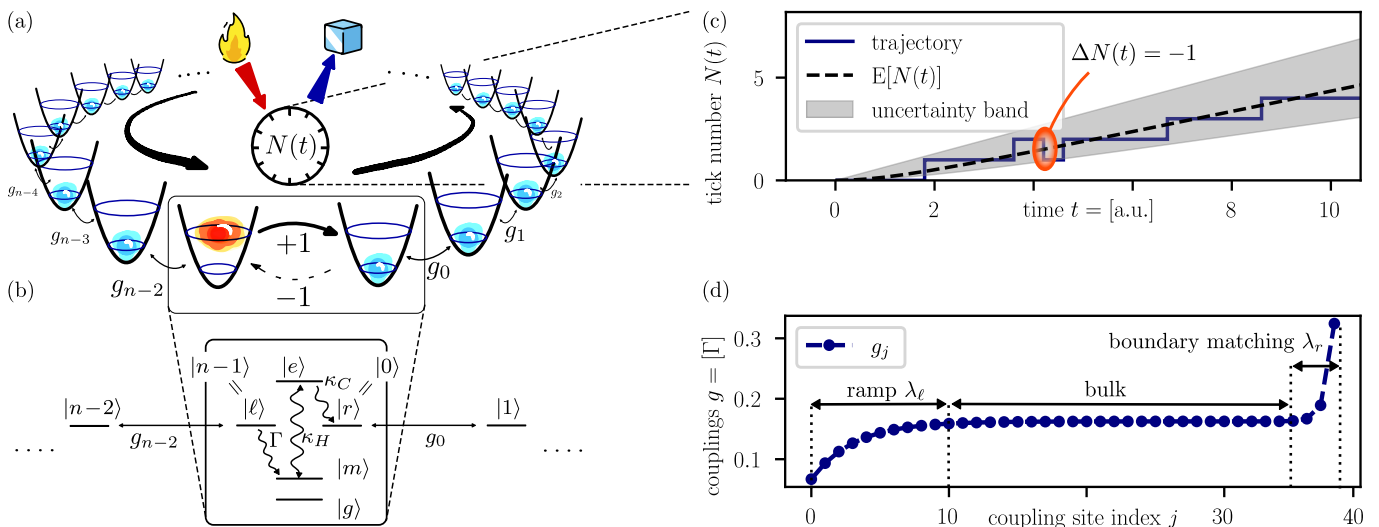 (a)
N(t)
g_{n-4}
g_{n-3}
g_{n-2}
+1
−1
g_0
g_1
g_2
(b)
|n−1⟩
|e⟩
|0⟩
κ_C
|n−2⟩
|ℓ⟩
|r⟩
|1⟩
g_{n-2}
Γ
κ_H
g_0
|m⟩
|g⟩
(c)
tick number N(t)
5
0
trajectory
E[N(t)]
uncertainty band
ΔN(t) = −1
0
2
time t = [a.u.]
8
10
(d)
couplings g = [Γ]
0.3
0.2
0.1
g_j
ramp λ_ℓ
bulk
boundary matching λ_r
0
10
coupling site index j
30
40